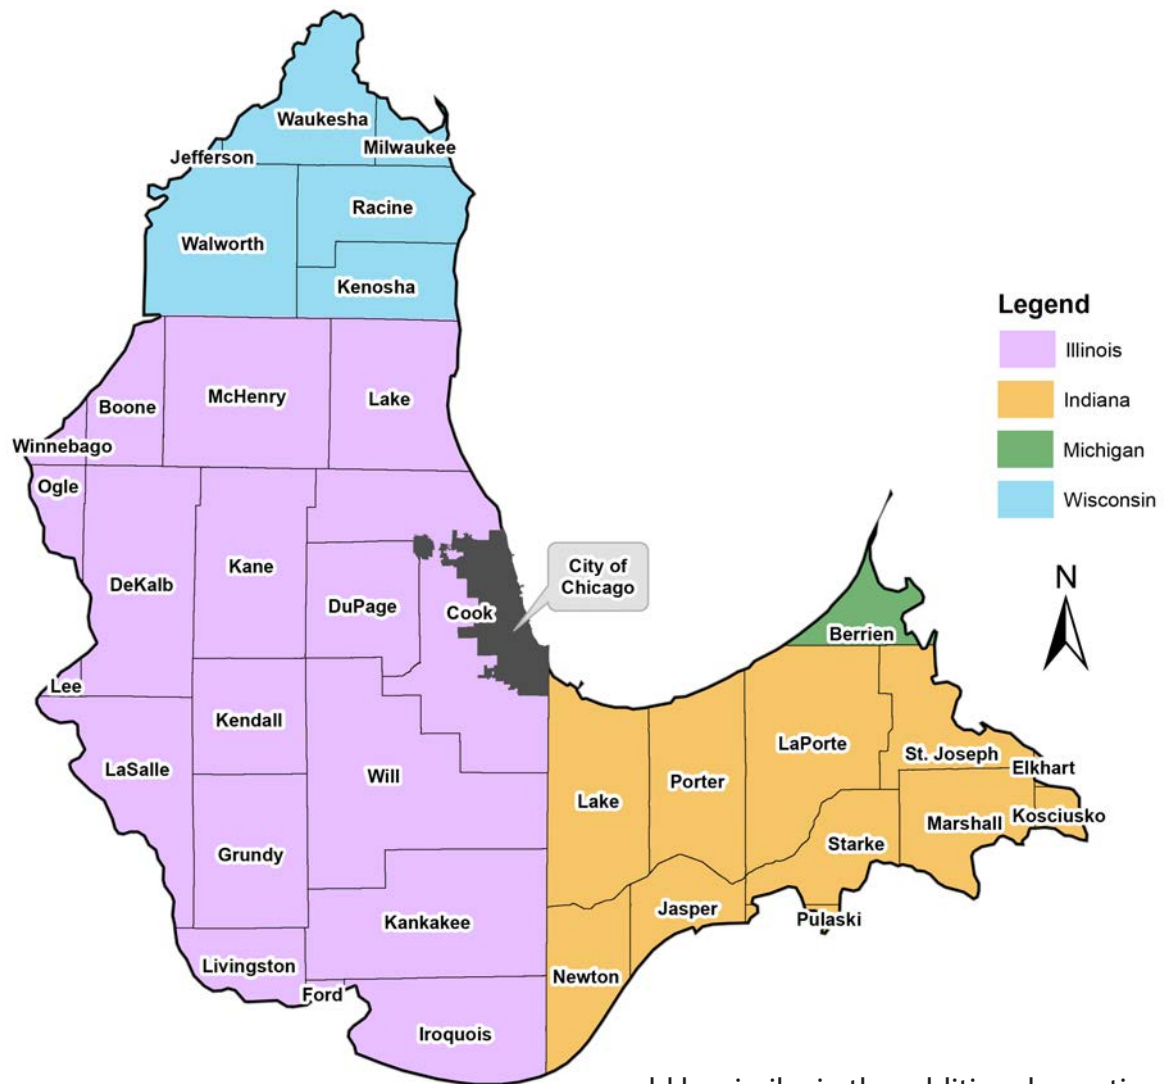 Waukesha
Milwaukee
Jefferson
Racine
Walworth
Kenosha
Legend
Illinois
Indiana
Michigan
Wisconsin
McHenry
Lake
Boone
Winnebago
Ogle
N
City of
Chicago
Kane
DeKalb
DuPage
Cook
Berrien
Lee
Kendall
LaPorte
St. Joseph
LaSalle
Will
Porter
Elkhart
Lake
Kosciusko
Marshall
Starke
Grundy
Jasper
Pulaski
Kankakee
Livingston
Newton
Ford
Iroquois